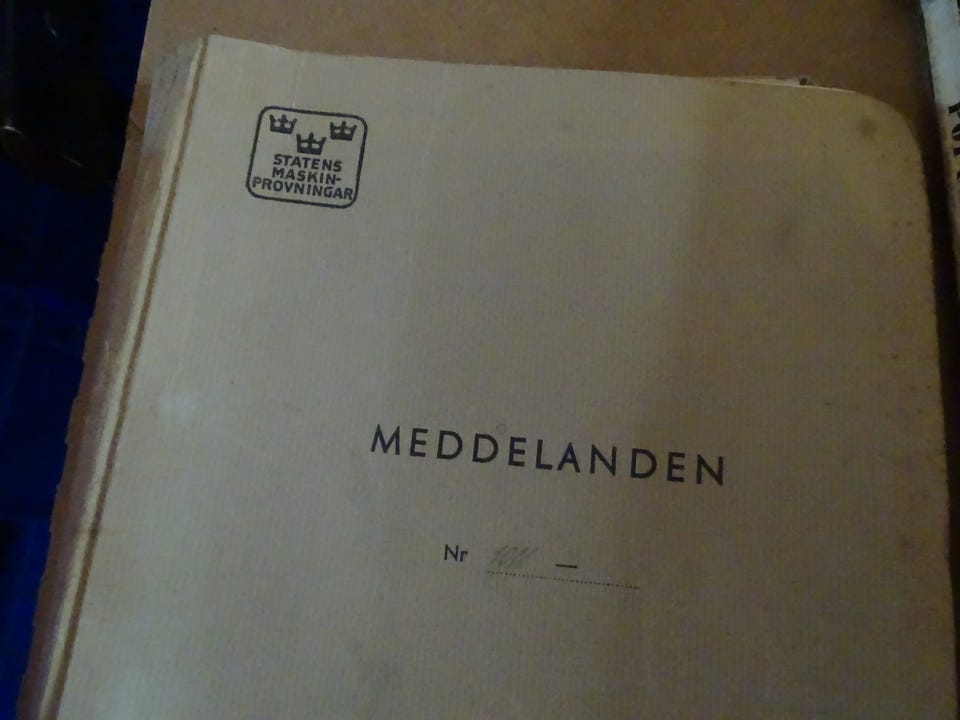 STATENS
MASKIN-
PROVNINGAR
MEDDELANDEN
Nr —